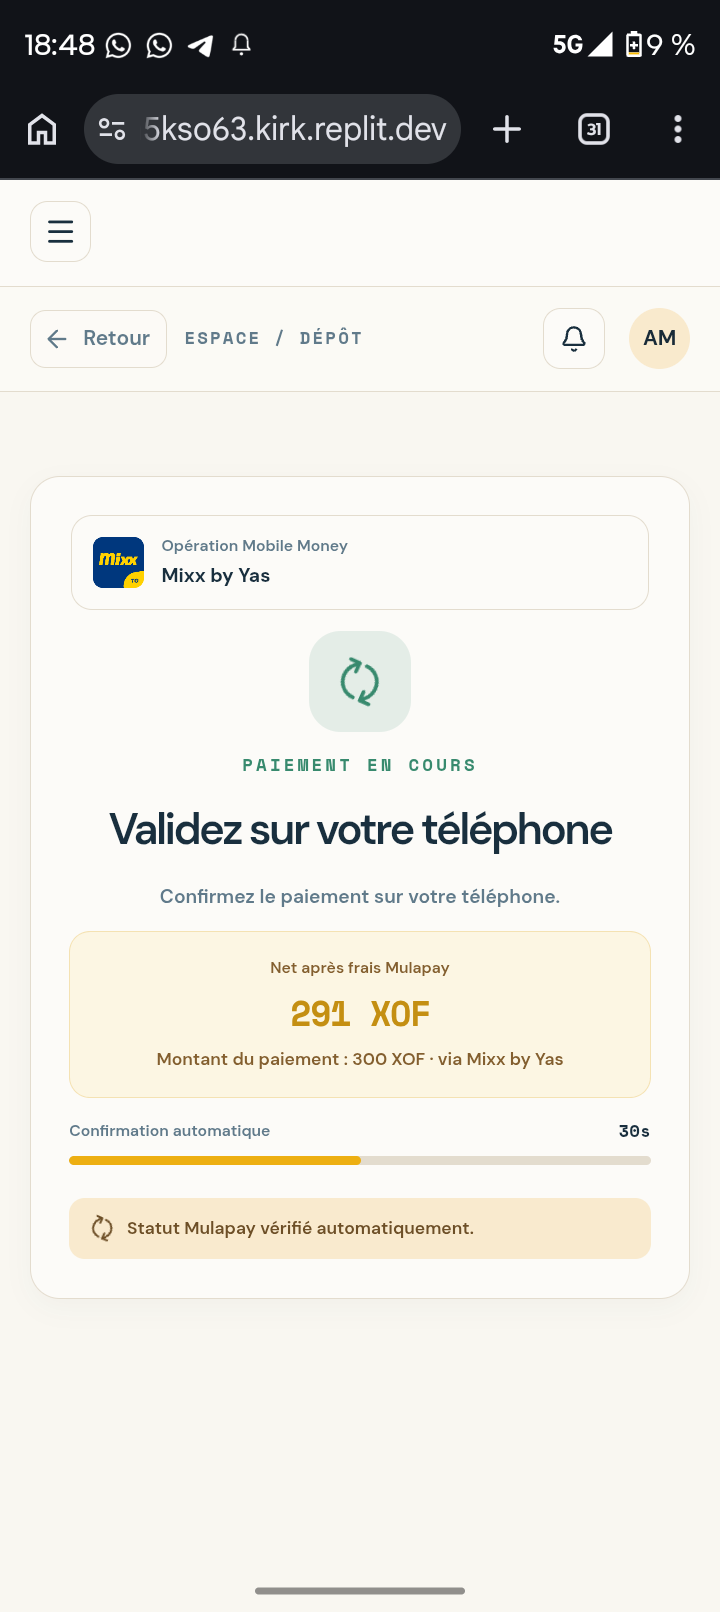 18:48
5G 9 %
5kso63.kirk.replit.dev
31
Retour
ESPACE / DÉPÔT
AM
mixx
TG
Opération Mobile Money
Mixx by Yas
PAIEMENT EN COURS
Validez sur votre téléphone
Confirmez le paiement sur votre téléphone.
Net après frais Mulapay
291 XOF
Montant du paiement : 300 XOF · via Mixx by Yas
Confirmation automatique
30s
Statut Mulapay vérifié automatiquement.